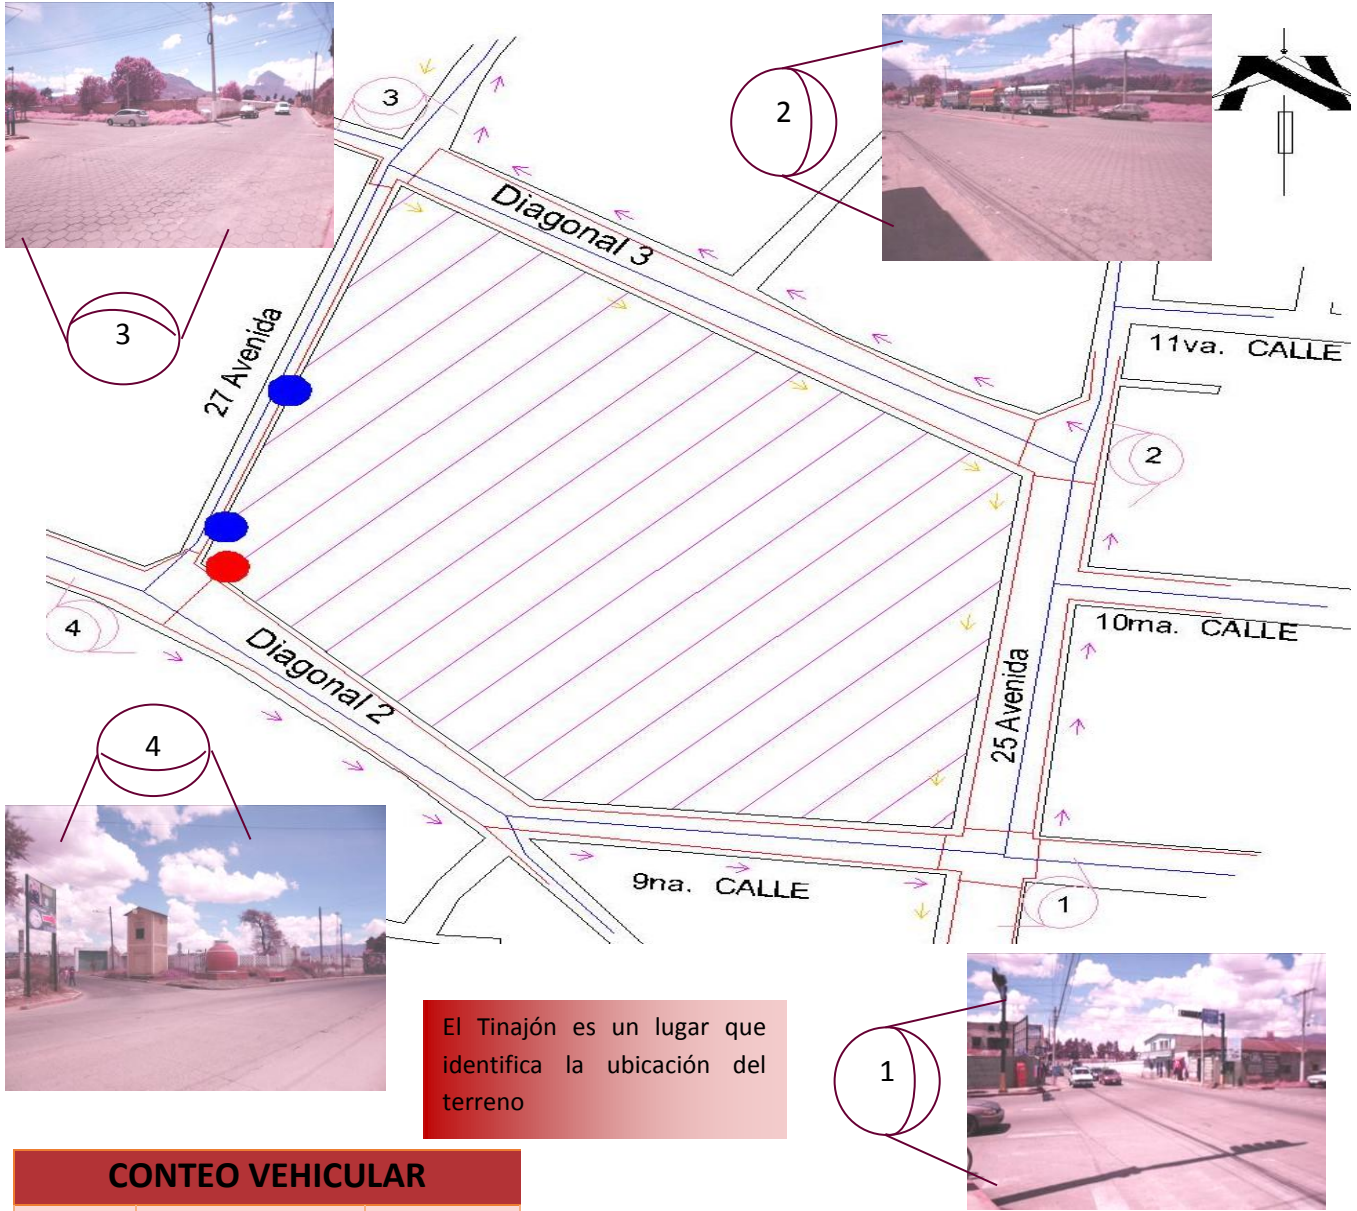 3
2
3
Diagonal 3
27 Avenida
11va. CALLE
2
10ma. CALLE
4
Diagonal 2
25 Avenida
4
9na. CALLE
1
El Tinajón es un lugar que
identifica la ubicación del
terreno
1
CONTEO VEHICULAR